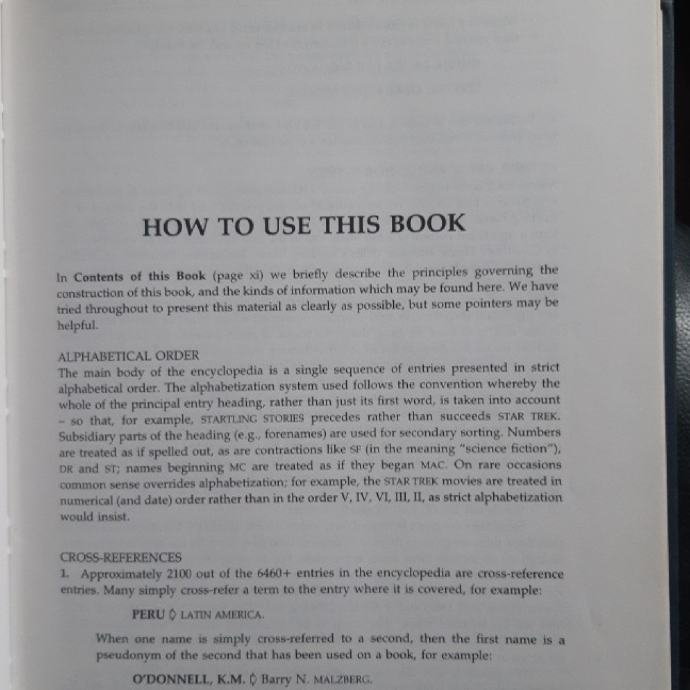 HOW TO USE THIS BOOK
In Contents of this Book (page xi) we briefly describe the principles governing the
construction of this book, and the kinds of information which may be found here. We have
tried throughout to present this material as clearly as possible, but some pointers may be
helpful.
ALPHABETICAL ORDER
The main body of the encyclopedia is a single sequence of entries presented in strict
alphabetical order. The alphabetization system used follows the convention whereby the
whole of the principal entry heading, rather than just its first word, is taken into account
– so that, for example, STARTLING STORIES precedes rather than succeeds STAR TREK.
Subsidiary parts of the heading (e.g., forenames) are used for secondary sorting. Numbers
are treated as if spelled out, as are contractions like SF (in the meaning "science fiction"),
DR and ST; names beginning MC are treated as if they began MAC. On rare occasions
common sense overrides alphabetization; for example, the STAR TREK movies are treated in
numerical (and date) order rather than in the order V, IV, VI, III, II, as strict alphabetization
would insist.
CROSS-REFERENCES
1. Approximately 2100 out of the 6460+ entries in the encyclopedia are cross-reference
entries. Many simply cross-refer a term to the entry where it is covered, for example:
PERU ◊ LATIN AMERICA.
When one name is simply cross-referred to a second, then the first name is a
pseudonym of the second that has been used on a book, for example:
O'DONNELL, K.M. ◊ Barry N. MALZBERG.